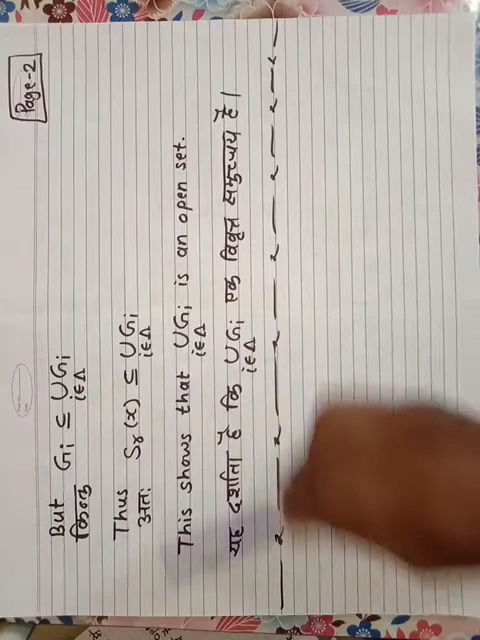 Page-2
But Gi ⊆ ∪Gi
किन्तु i∈Δ
Thus Sr(x) ⊆ ∪Gi
अतः i∈Δ
This shows that ∪Gi is an open set.
i∈Δ
यह दर्शाता है कि ∪Gi एक विवृत्त समुच्चय है।
i∈Δ